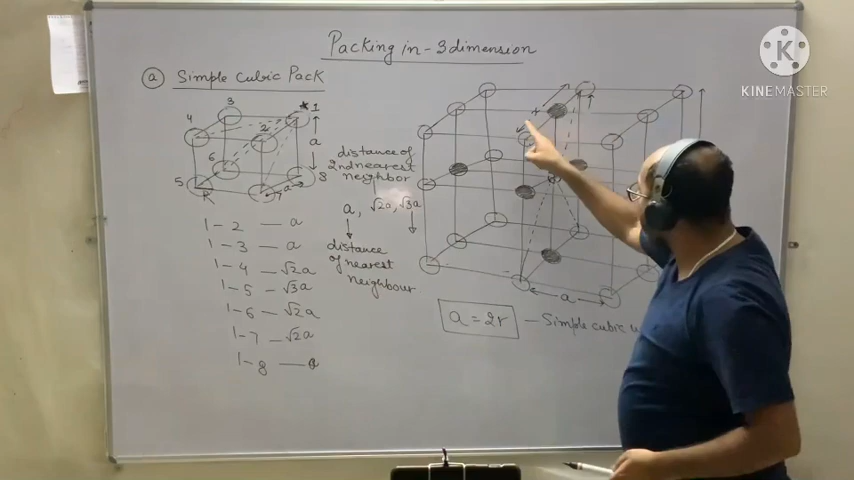 Packing in - 3 dimension
ⓐ Simple Cubic Pack
1
2
3
4
5
6
7
8
a
a
1 - 2 — a
1 - 3 — a
1 - 4 — √2a
1 - 5 — √3a
1 - 6 — √2a
1 - 7 — √2a
1 - 8 — a
distance of
2nd nearest
neighbor
a, √2a, √3a
distance
of nearest
neighbour
a
a = 2r — Simple cubic
K
KINEMASTER